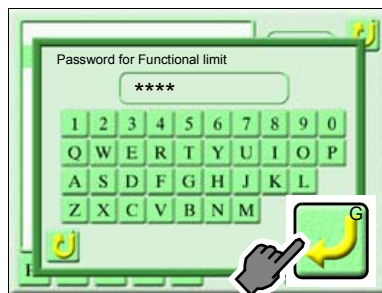 Password for Functional limit
****
1 2 3 4 5 6 7 8 9 0
Q W E R T Y U I O P
A S D F G H J K L
Z X C V B N M
G